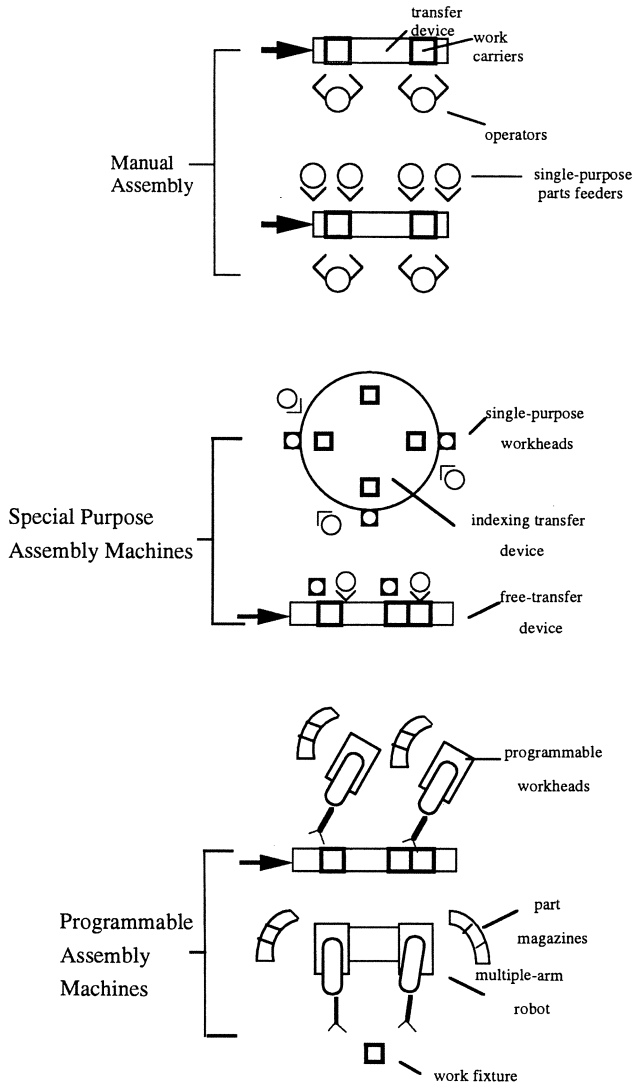 transfer
device
work
carriers
operators
Manual
Assembly
single-purpose
parts feeders
single-purpose
workheads
Special Purpose
Assembly Machines
indexing transfer
device
free-transfer
device
programmable
workheads
Programmable
Assembly
Machines
part
magazines
multiple-arm
robot
work fixture